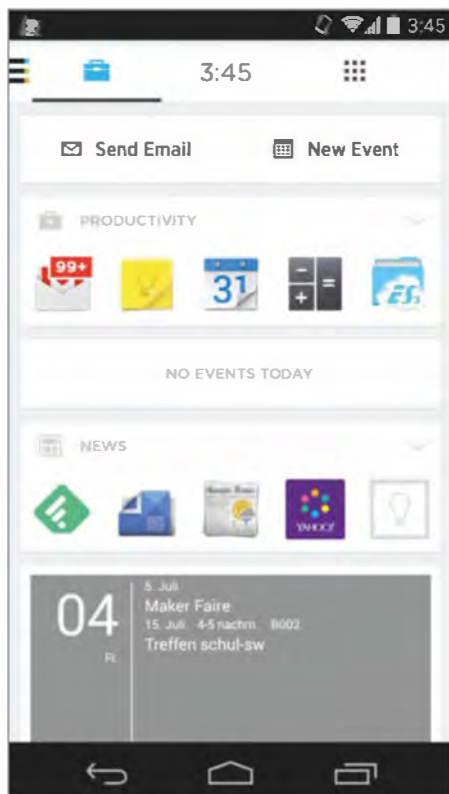 3:45
3:45
Send Email
New Event
PRODUCTIVITY
99+
31
- + =
ES
NO EVENTS TODAY
NEWS
YAHOO!
04
Fr.
5. Juli
Maker Faire
15. Juli 4-5 nachm. B002
Treffen schul-sw